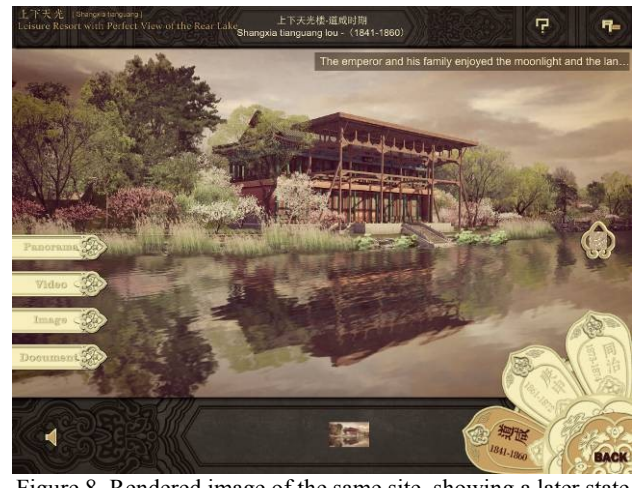 上下天光 [Shangxia tianguang]
Leisure Resort with Perfect View of the Rear Lake
上下天光楼-道咸时期
Shangxia tianguang lou - （1841-1860）
The emperor and his family enjoyed the moonlight and the lan…
Panorama
Video
Image
Document
道咸
1841-1860
BACK
Figure 8. Rendered image of the same site, showing a later state